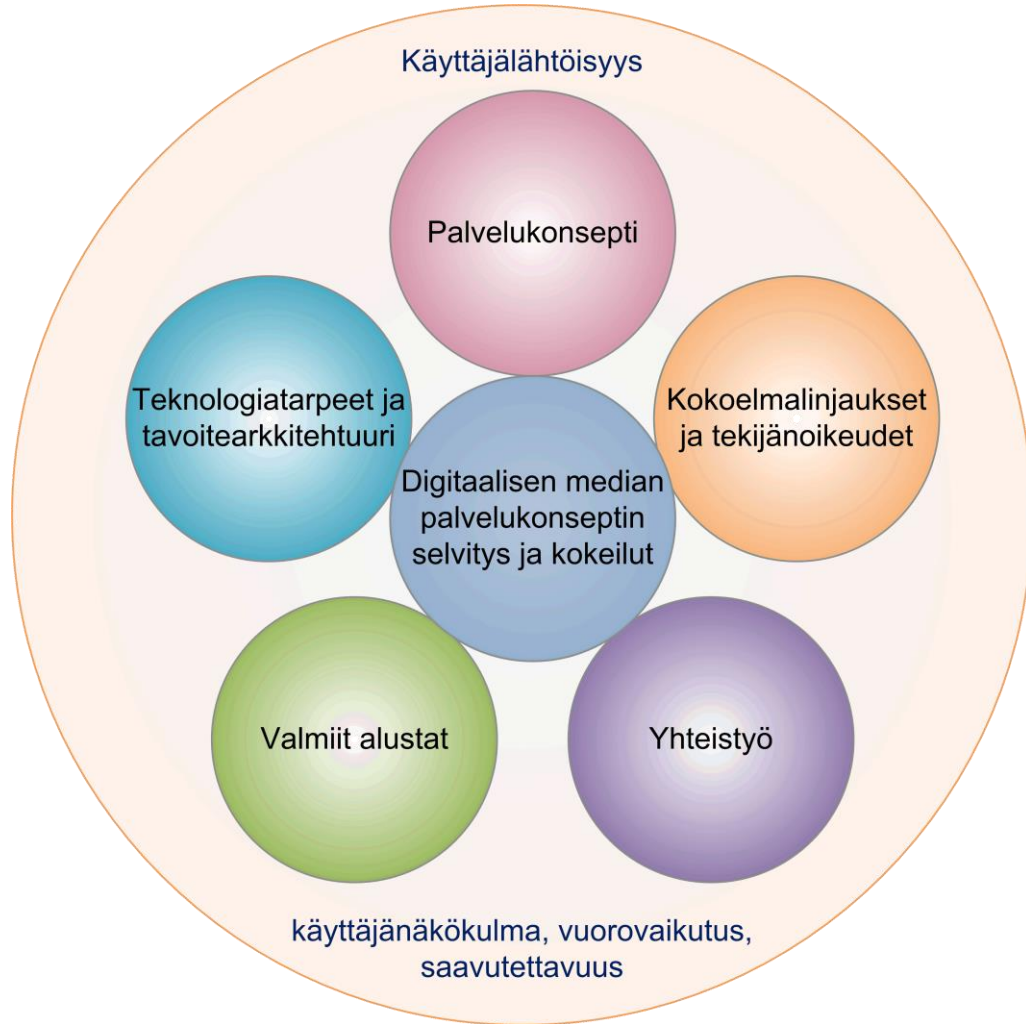 Käyttäjälähtöisyys
Palvelukonsepti
Teknologiatarpeet ja
tavoitearkkitehtuuri
Kokoelmalinjaukset
ja tekijänoikeudet
Digitaalisen median
palvelukonseptin
selvitys ja kokeilut
Valmiit alustat
Yhteistyö
käyttäjänäkökulma, vuorovaikutus,
saavutettavuus